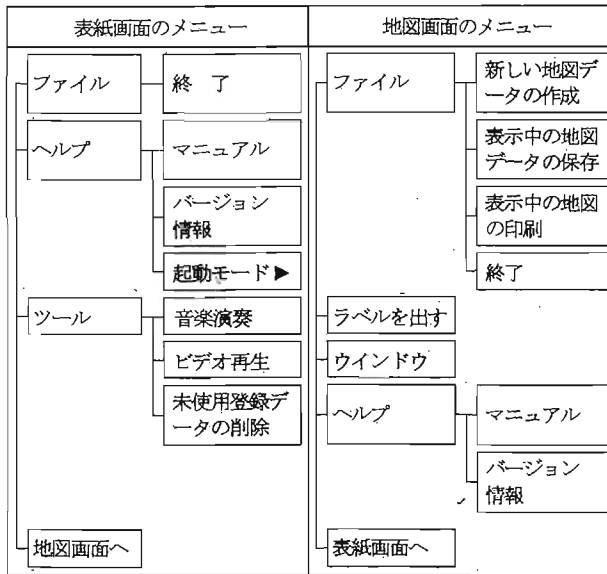 表紙画面のメニュー
ファイル
終 了
ヘルプ
マニュアル
バージョン
情報
起動モード▶
ツール
音楽演奏
ビデオ再生
未使用登録デ
ータの削除
地図画面へ
地図画面のメニュー
ファイル
新しい地図デ
ータの作成
表示中の地図
データの保存
表示中の地図
の印刷
終了
ラベルを出す
ウインドウ
ヘルプ
マニュアル
バージョン
情報
表紙画面へ